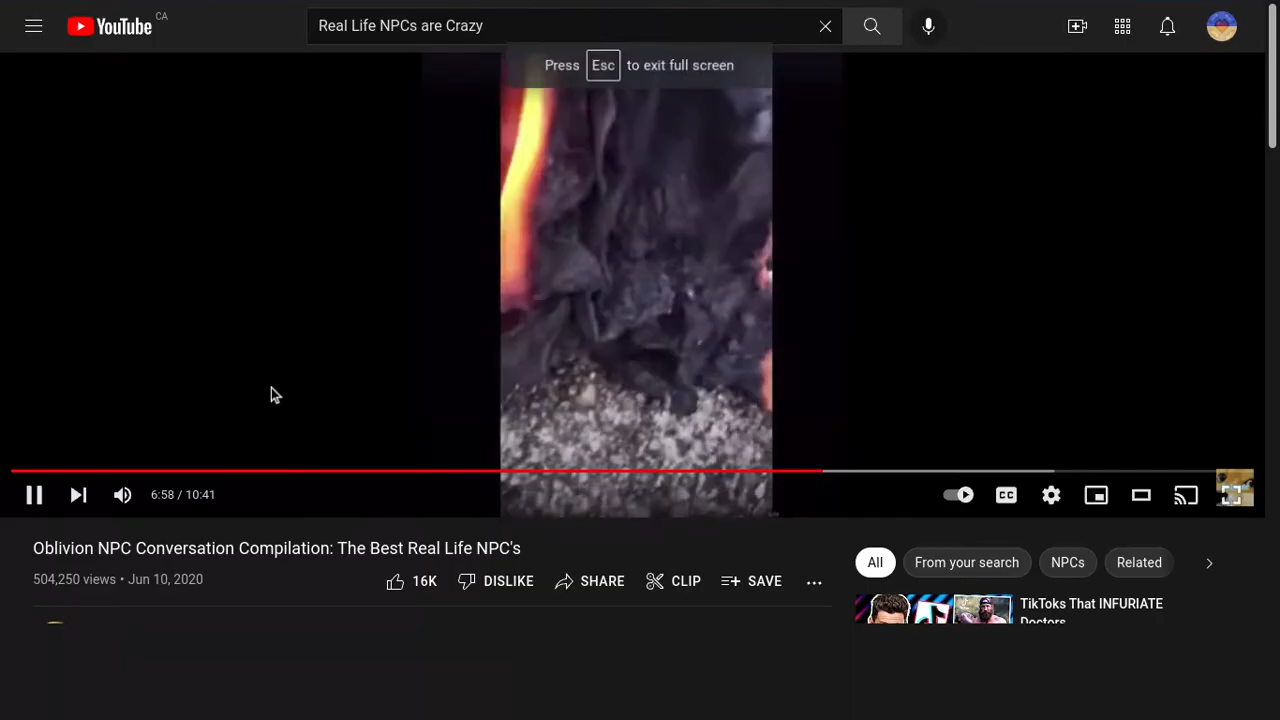 YouTube CA
Real Life NPCs are Crazy
Press Esc to exit full screen
6:58 / 10:41
CC
Oblivion NPC Conversation Compilation: The Best Real Life NPC's
504,250 views • Jun 10, 2020
16K DISLIKE SHARE CLIP SAVE
All From your search NPCs Related
TikToks That INFURIATE
Doctors